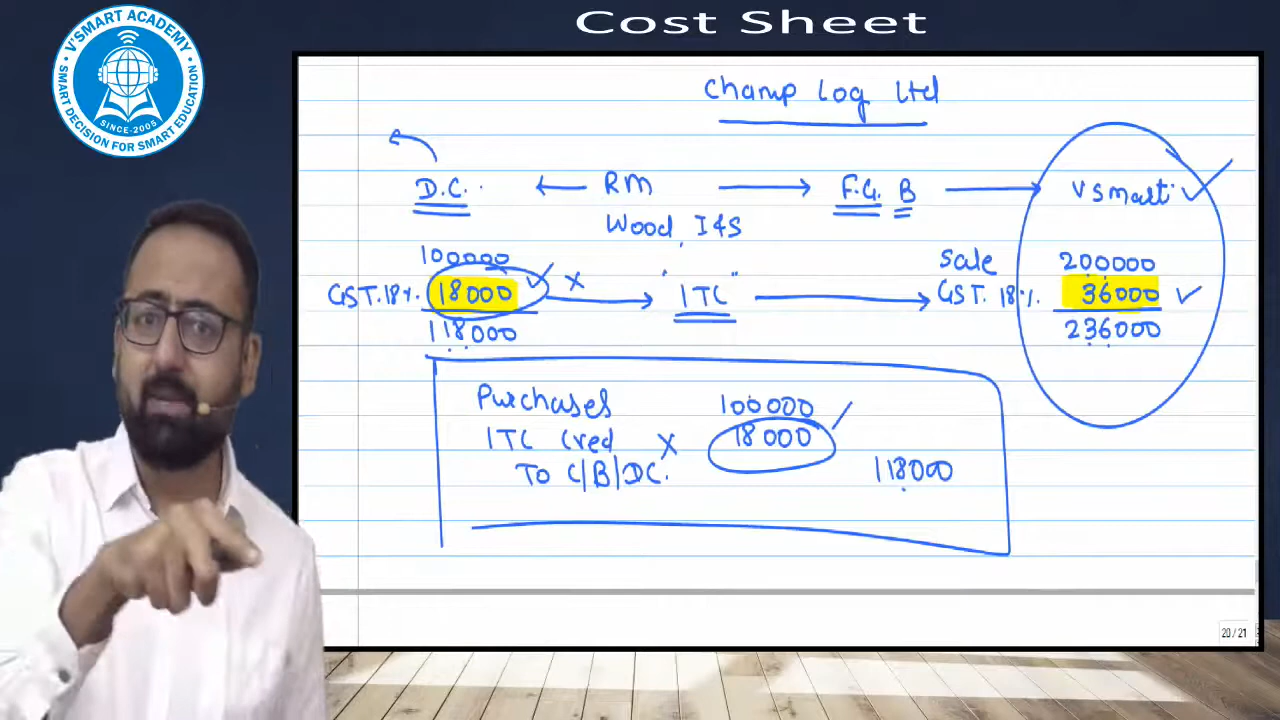 Cost Sheet
V'SMART ACADEMY
SMART DECISION FOR SMART EDUCATION
SINCE-2005
Champ Log Ltd
D.C. ← RM → F.G. B → V Smart ✓
Wood, I&S
100000
Sale 200000
GST.18%. 18000 ✓ x → "ITC" → GST. 18%. 36000 ✓
118000
236000
Purchases 100000
ITC Cred X 18000 ✓
To C/B/DC. 118000
20 / 21